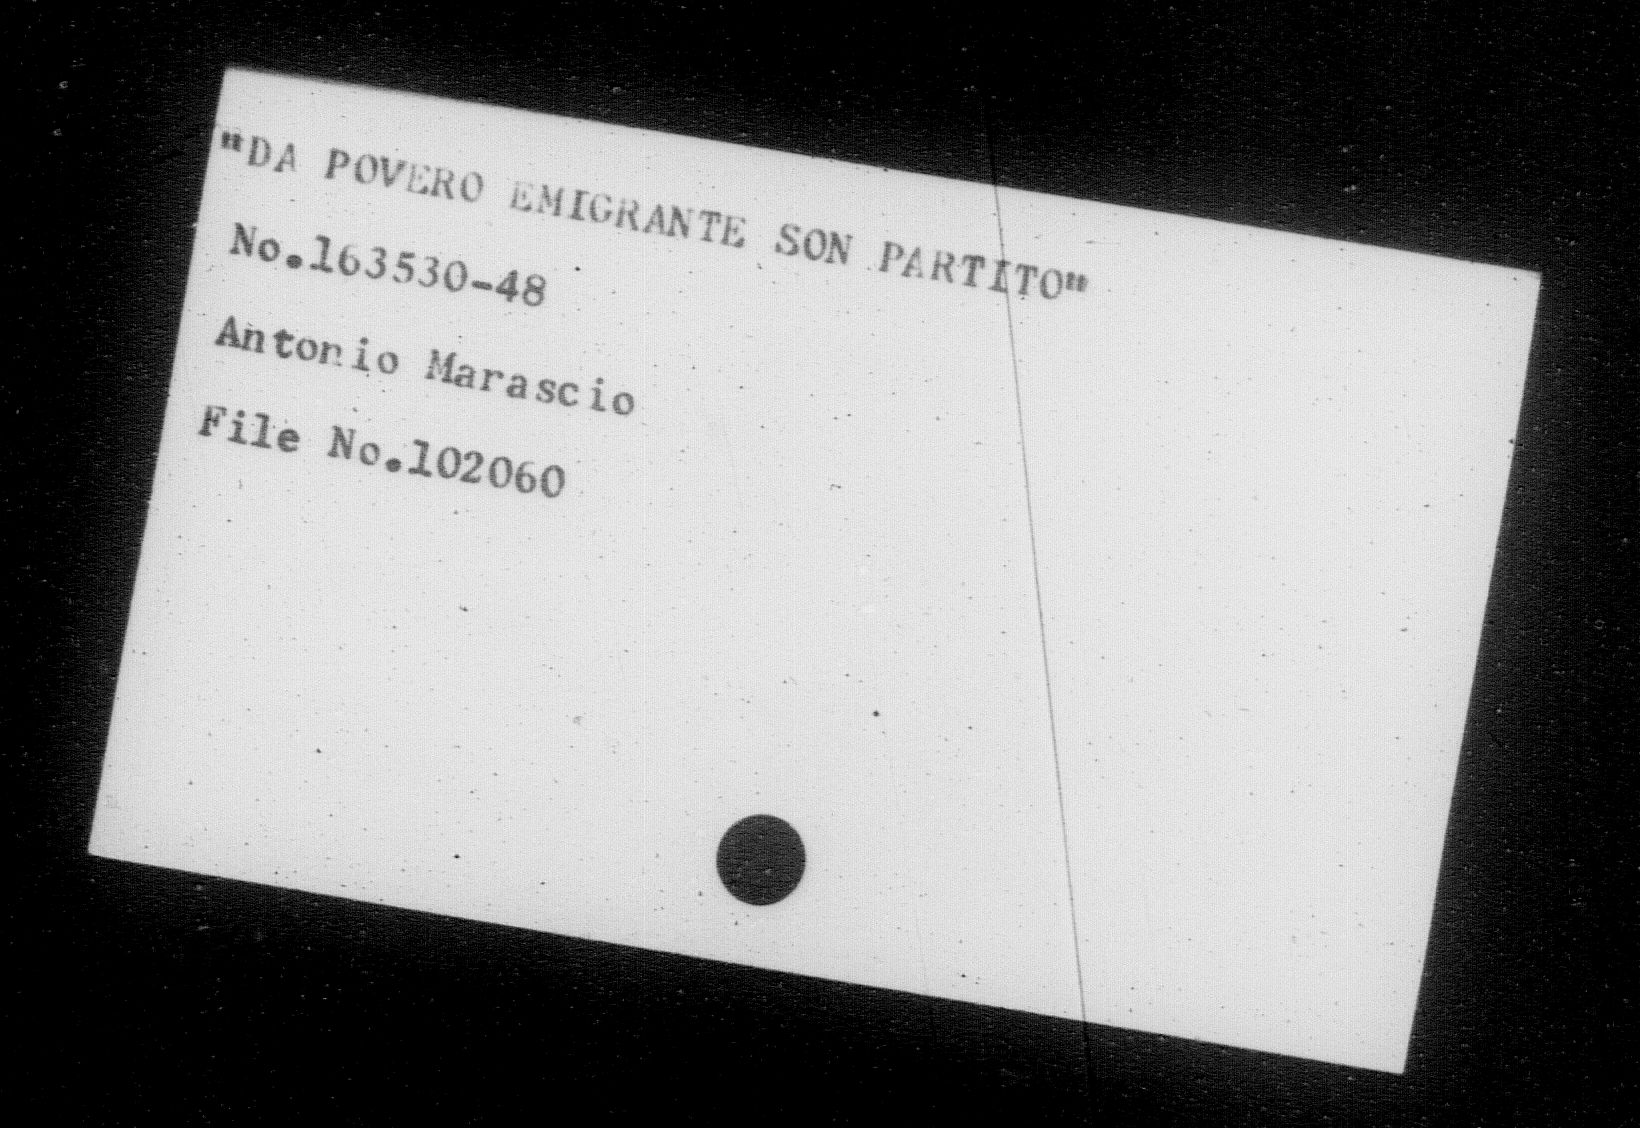 "DA POVERO EMIGRANTE SON PARTITO"
No.163530-48
Antonio Marascio
File No.102060